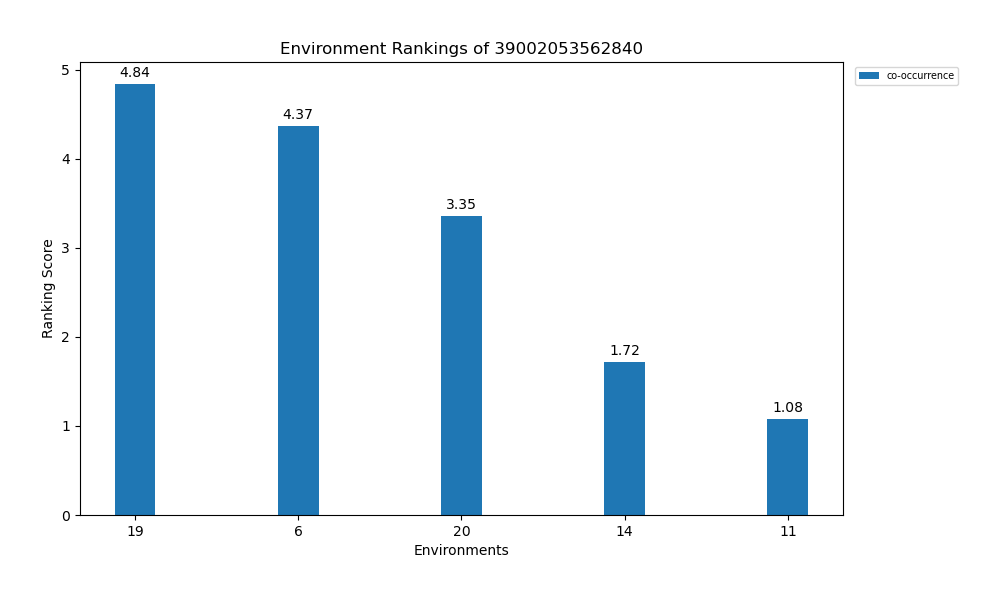 Environment Rankings of 39002053562840
co-occurrence
5
4
3
2
1
0
Ranking Score
4.84
4.37
3.35
1.72
1.08
19 6 20 14 11
Environments